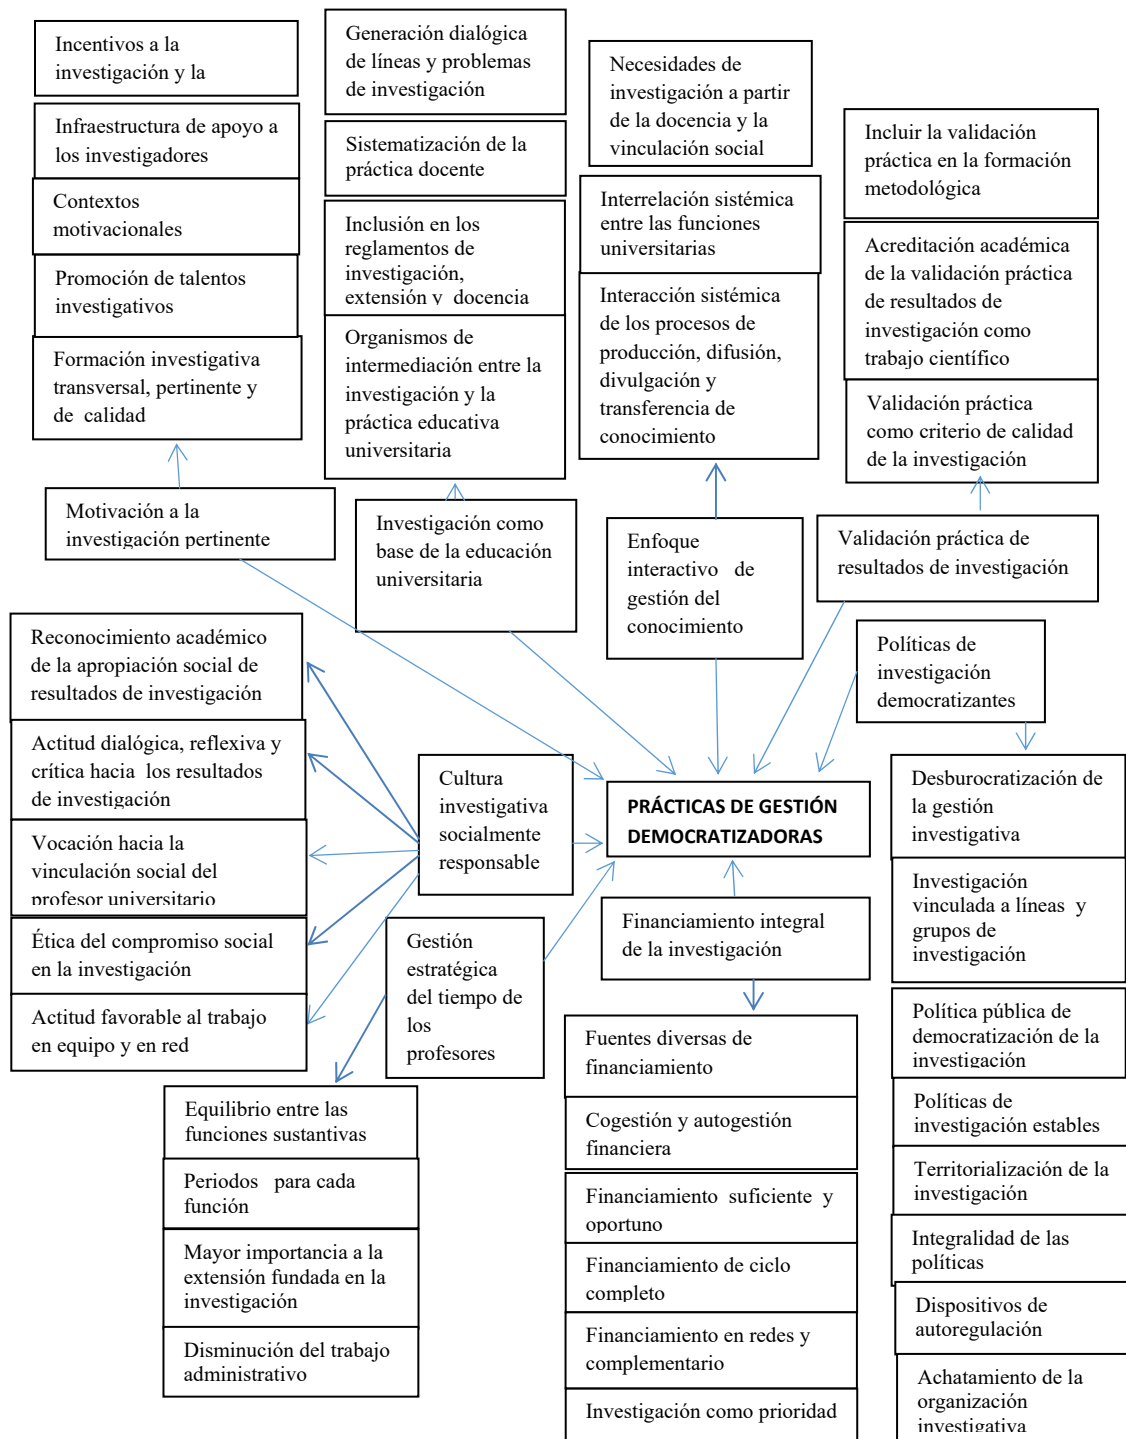 Incentivos a la
investigación y la
Infraestructura de apoyo a
los investigadores
Contextos
motivacionales
Promoción de talentos
investigativos
Formación investigativa
transversal, pertinente y
de calidad
Generación dialógica
de líneas y problemas
de investigación
Sistematización de la
práctica docente
Inclusión en los
reglamentos de
investigación,
extensión y docencia
Organismos de
intermediación entre la
investigación y la
práctica educativa
universitaria
Necesidades de
investigación a partir
de la docencia y la
vinculación social
Interrelación sistémica
entre las funciones
universitarias
Interacción sistémica
de los procesos de
producción, difusión,
divulgación y
transferencia de
conocimiento
Incluir la validación
práctica en la formación
metodológica
Acreditación académica
de la validación práctica
de resultados de
investigación como
trabajo científico
Validación práctica
como criterio de calidad
de la investigación
Motivación a la
investigación pertinente
Investigación como
base de la educación
universitaria
Enfoque
interactivo de
gestión del
conocimiento
Validación práctica de
resultados de investigación
Políticas de
investigación
democratizantes
Reconocimiento académico
de la apropiación social de
resultados de investigación
Actitud dialógica, reflexiva y
crítica hacia los resultados
de investigación
Vocación hacia la
vinculación social del
profesor universitario
Ética del compromiso social
en la investigación
Actitud favorable al trabajo
en equipo y en red
Cultura
investigativa
socialmente
responsable
PRÁCTICAS DE GESTIÓN
DEMOCRATIZADORAS
Gestión
estratégica
del tiempo de
los
profesores
Financiamiento integral
de la investigación
Desburocratización de
la gestión
investigativa
Investigación
vinculada a líneas y
grupos de
investigación
Política pública de
democratización de la
investigación
Políticas de
investigación estables
Territorialización de la
investigación
Integralidad de las
políticas
Dispositivos de
autoregulación
Achatamiento de la
organización
investigativa
Equilibrio entre las
funciones sustantivas
Periodos para cada
función
Mayor importancia a la
extensión fundada en la
investigación
Disminución del trabajo
administrativo
Fuentes diversas de
financiamiento
Cogestión y autogestión
financiera
Financiamiento suficiente y
oportuno
Financiamiento de ciclo
completo
Financiamiento en redes y
complementario
Investigación como prioridad